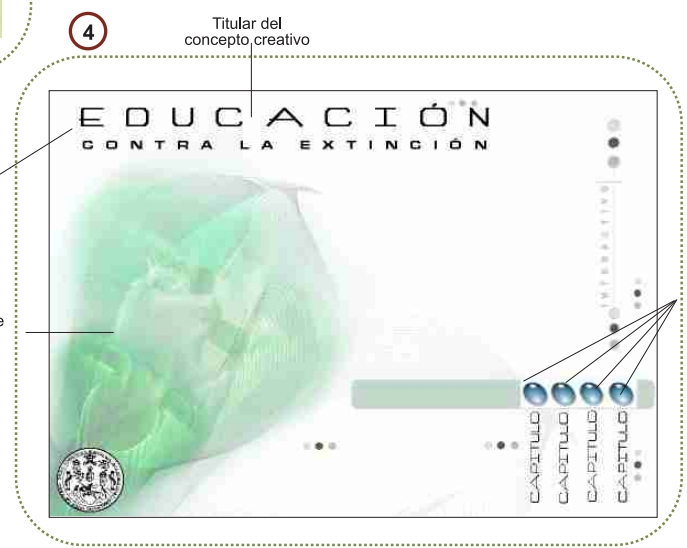 4
Titular del
concepto creativo
EDUCACIÓN
CONTRA LA EXTINCIÓN
INTERACTIVO
e
CAPITULO
CAPITULO
CAPITULO
CAPITULO